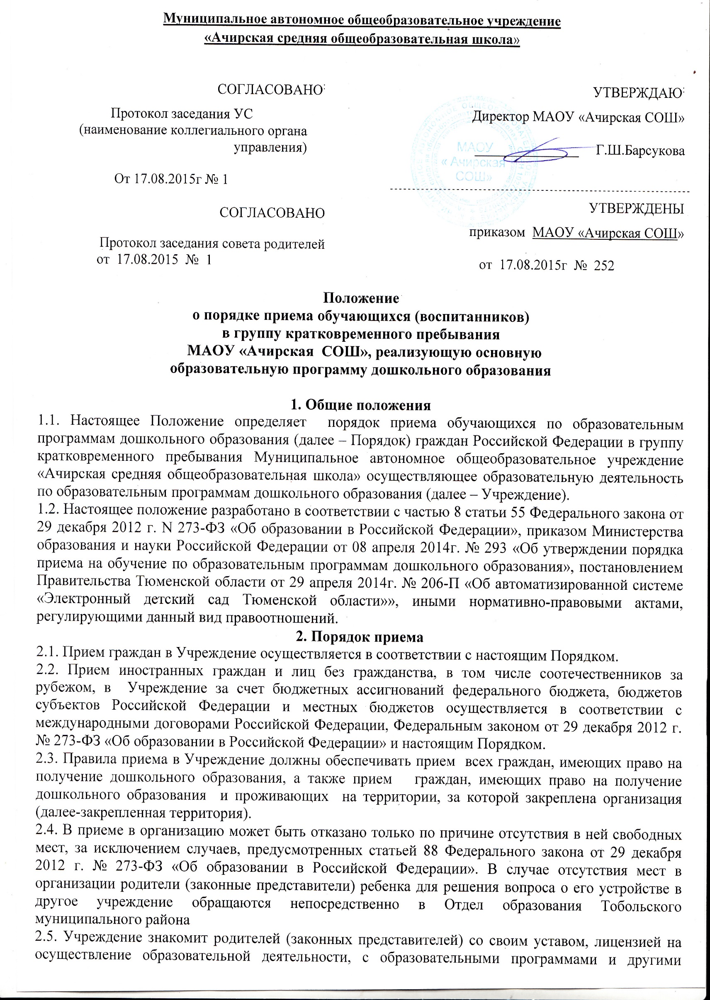 Муниципальное автономное общеобразовательное учреждение
«Ачирская средняя общеобразовательная школа»
СОГЛАСОВАНО:
Протокол заседания УС
(наименование коллегиального органа
управления)
От 17.08.2015г № 1
СОГЛАСОВАНО
Протокол заседания совета родителей
от 17.08.2015 № 1
УТВЕРЖДАЮ:
Директор МАОУ «Ачирская СОШ»
Г.Ш.Барсукова
МАОУ
« Ачирская
СОШ»
УТВЕРЖДЕНЫ
приказом МАОУ «Ачирская СОШ»
от 17.08.2015г № 252
Положение
о порядке приема обучающихся (воспитанников)
в группу кратковременного пребывания
МАОУ «Ачирская СОШ», реализующую основную
образовательную программу дошкольного образования
1. Общие положения
1.1. Настоящее Положение определяет порядок приема обучающихся по образовательным
программам дошкольного образования (далее – Порядок) граждан Российской Федерации в группу
кратковременного пребывания Муниципальное автономное общеобразовательное учреждение
«Ачирская средняя общеобразовательная школа» осуществляющее образовательную деятельность
по образовательным программам дошкольного образования (далее – Учреждение).
1.2. Настоящее положение разработано в соответствии с частью 8 статьи 55 Федерального закона от
29 декабря 2012 г. N 273-ФЗ «Об образовании в Российской Федерации», приказом Министерства
образования и науки Российской Федерации от 08 апреля 2014г. № 293 «Об утверждении порядка
приема на обучение по образовательным программам дошкольного образования», постановлением
Правительства Тюменской области от 29 апреля 2014г. № 206-П «Об автоматизированной системе
«Электронный детский сад Тюменской области»», иными нормативно-правовыми актами,
регулирующими данный вид правоотношений.
2. Порядок приема
2.1. Прием граждан в Учреждение осуществляется в соответствии с настоящим Порядком.
2.2. Прием иностранных граждан и лиц без гражданства, в том числе соотечественников за
рубежом, в Учреждение за счет бюджетных ассигнований федерального бюджета, бюджетов
субъектов Российской Федерации и местных бюджетов осуществляется в соответствии с
международными договорами Российской Федерации, Федеральным законом от 29 декабря 2012 г.
№ 273-ФЗ «Об образовании в Российской Федерации» и настоящим Порядком.
2.3. Правила приема в Учреждение должны обеспечивать прием всех граждан, имеющих право на
получение дошкольного образования, а также прием граждан, имеющих право на получение
дошкольного образования и проживающих на территории, за которой закреплена организация
(далее-закрепленная территория).
2.4. В приеме в организацию может быть отказано только по причине отсутствия в ней свободных
мест, за исключением случаев, предусмотренных статьей 88 Федерального закона от 29 декабря
2012 г. № 273-ФЗ «Об образовании в Российской Федерации». В случае отсутствия мест в
организации родители (законные представители) ребенка для решения вопроса о его устройстве в
другое учреждение обращаются непосредственно в Отдел образования Тобольского
муниципального района
2.5. Учреждение знакомит родителей (законных представителей) со своим уставом, лицензией на
осуществление образовательной деятельности, с образовательными программами и другими